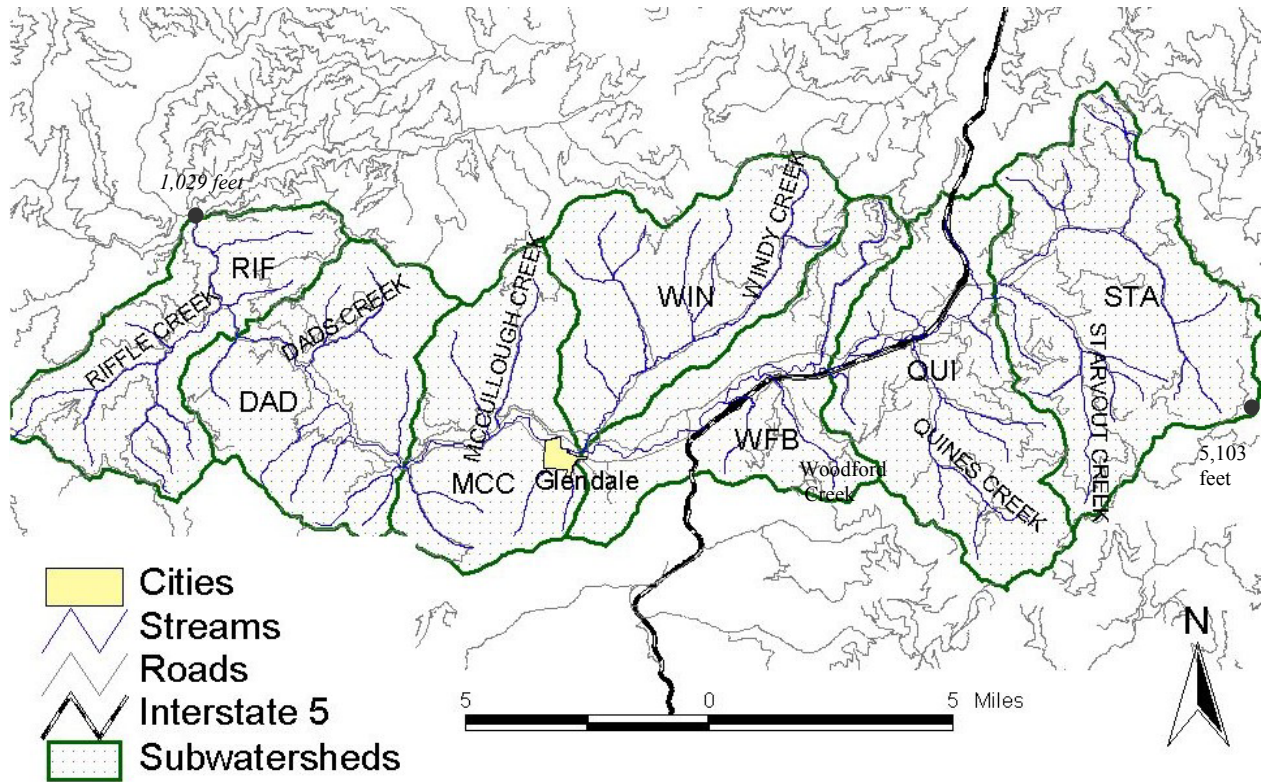 1,029 feet
RIF
RIFFLE CREEK
DADS CREEK
DAD
MCCULLOUGH CREEK
MCC
Glendale
WIN
WINDY CREEK
WFB
Woodford
Creek
QUI
QUINES CREEK
STA
STARVOUT CREEK
5,103
feet
Cities
Streams
Roads
Interstate 5
Subwatersheds
5 0 5 Miles
N